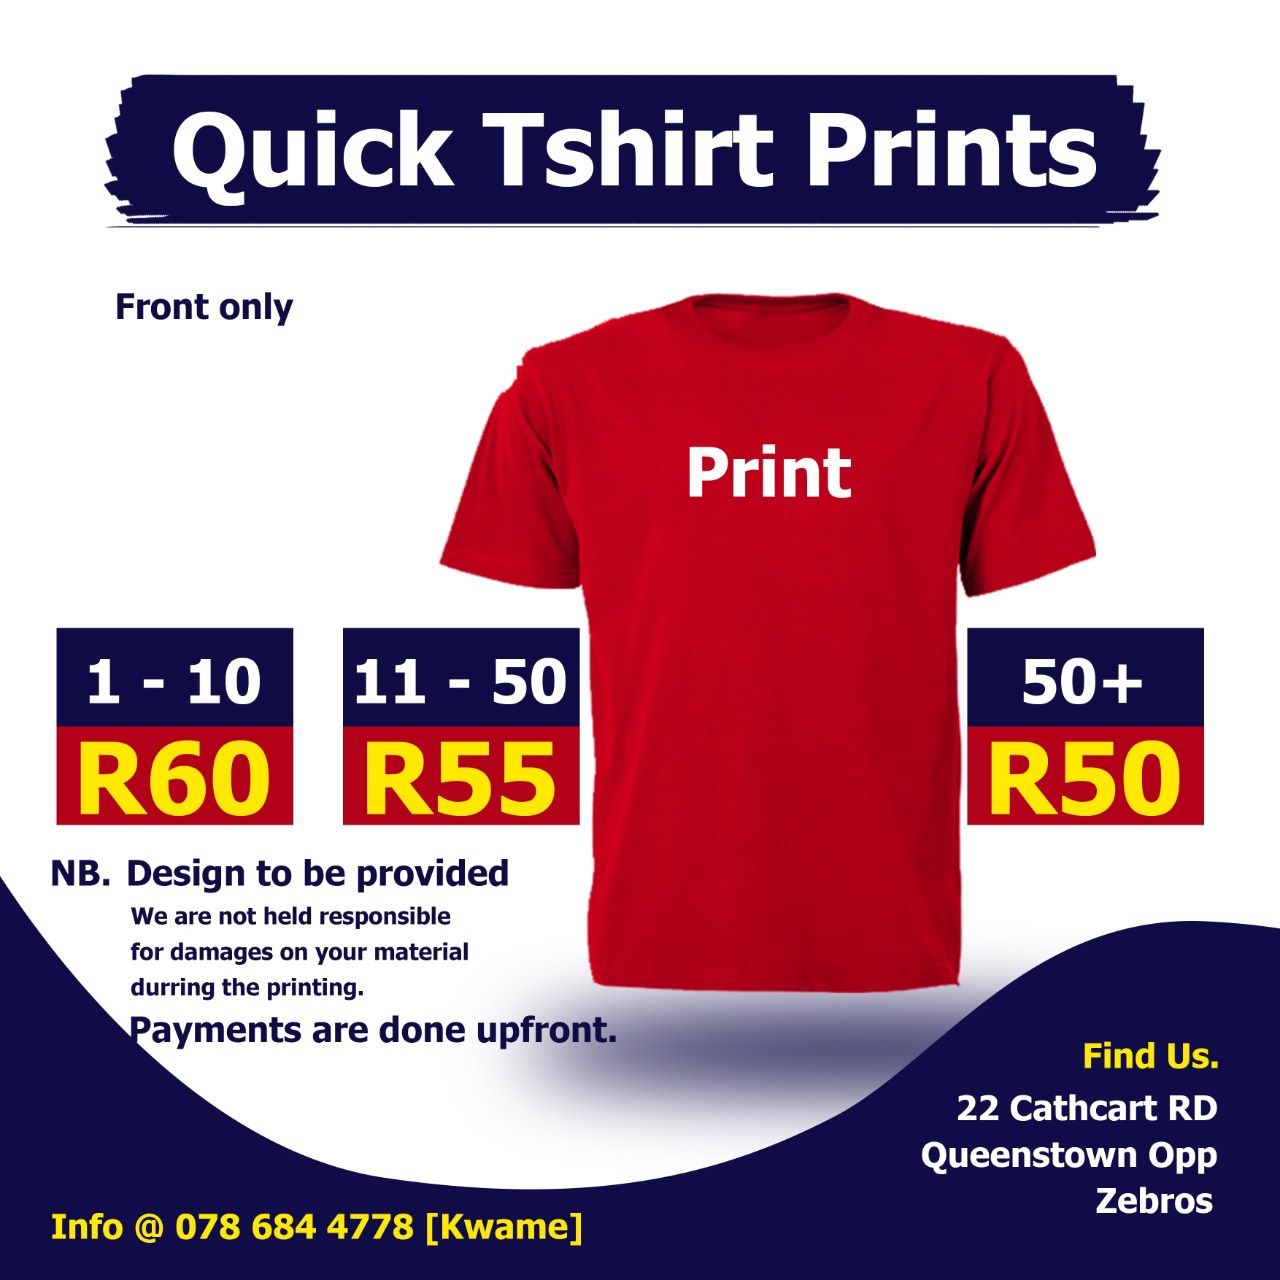 Quick Tshirt Prints
Front only
Print
1 - 10
R60
11 - 50
R55
50+
R50
NB. Design to be provided
We are not held responsible
for damages on your material
durring the printing.
Payments are done upfront.
Find Us.
22 Cathcart RD
Queenstown Opp
Zebros
Info @ 078 684 4778 [Kwame]